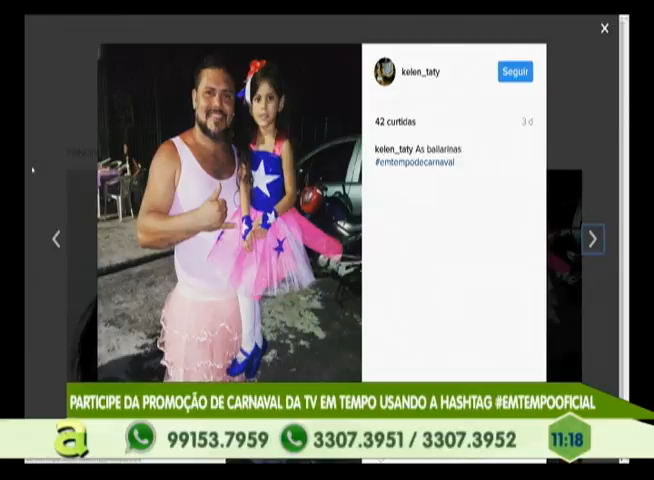 ×
kelen_taty
Seguir
42 curtidas
3 d
kelen_taty As bailarinas
#emtempodecarnaval
PARTICIPE DA PROMOÇÃO DE CARNAVAL DA TV EM TEMPO USANDO A HASHTAG #EMTEMPOOFICIAL
a 99153.7959 3307.3951 / 3307.3952 11:18